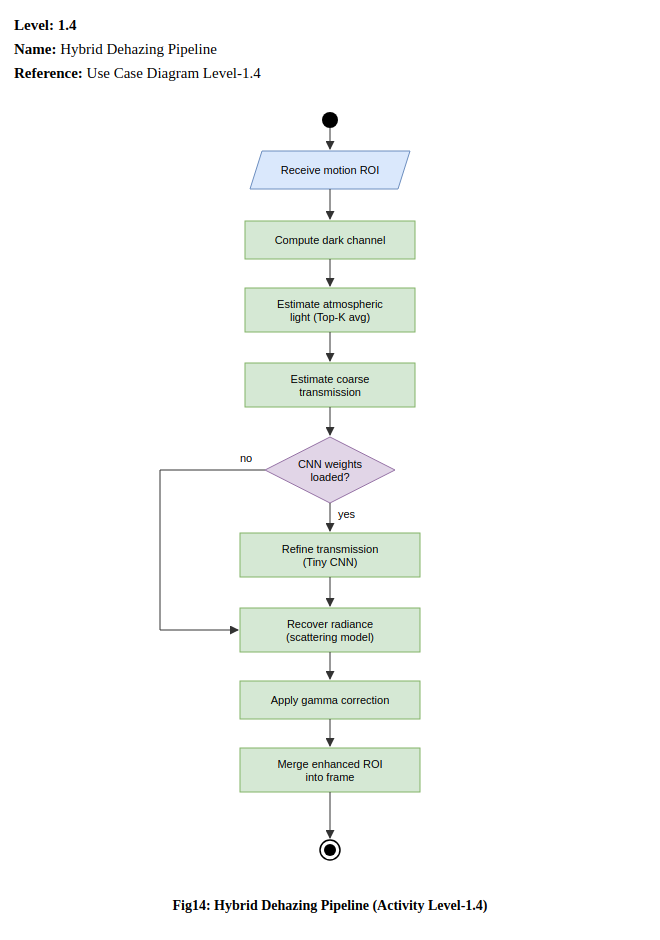 Level: 1.4
Name: Hybrid Dehazing Pipeline
Reference: Use Case Diagram Level-1.4
Receive motion ROI
Compute dark channel
Estimate atmospheric
light (Top-K avg)
Estimate coarse
transmission
CNN weights
loaded?
no
yes
Refine transmission
(Tiny CNN)
Recover radiance
(scattering model)
Apply gamma correction
Merge enhanced ROI
into frame
Fig14: Hybrid Dehazing Pipeline (Activity Level-1.4)